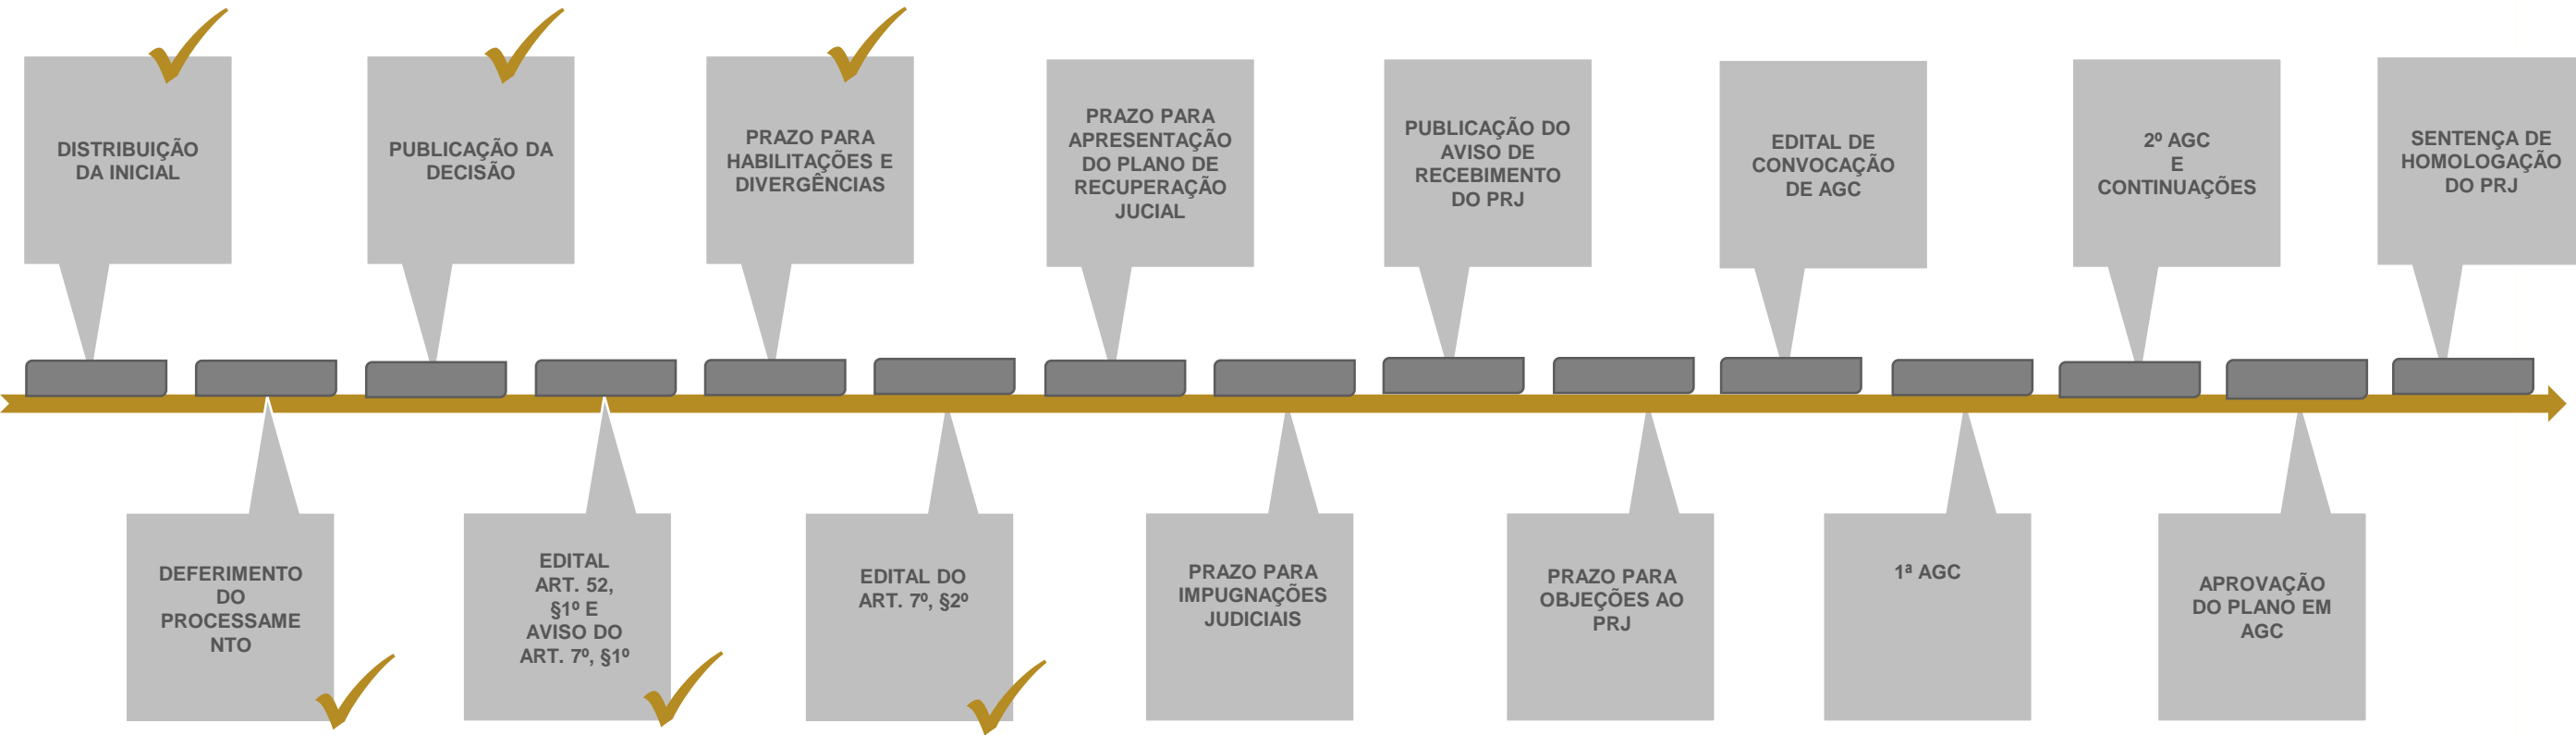 DISTRIBUIÇÃO
DA INICIAL
PUBLICAÇÃO DA
DECISÃO
PRAZO PARA
HABILITAÇÕES E
DIVERGÊNCIAS
PRAZO PARA
APRESENTAÇÃO
DO PLANO DE
RECUPERAÇÃO
JUCIAL
PUBLICAÇÃO DO
AVISO DE
RECEBIMENTO
DO PRJ
EDITAL DE
CONVOCAÇÃO
DE AGC
2º AGC
E
CONTINUAÇÕES
SENTENÇA DE
HOMOLOGAÇÃO
DO PRJ
DEFERIMENTO
DO
PROCESSAME
NTO
EDITAL
ART. 52,
§1º E
AVISO DO
ART. 7º, §1º
EDITAL DO
ART. 7º, §2º
PRAZO PARA
IMPUGNAÇÕES
JUDICIAIS
PRAZO PARA
OBJEÇÕES AO
PRJ
1ª AGC
APROVAÇÃO
DO PLANO EM
AGC